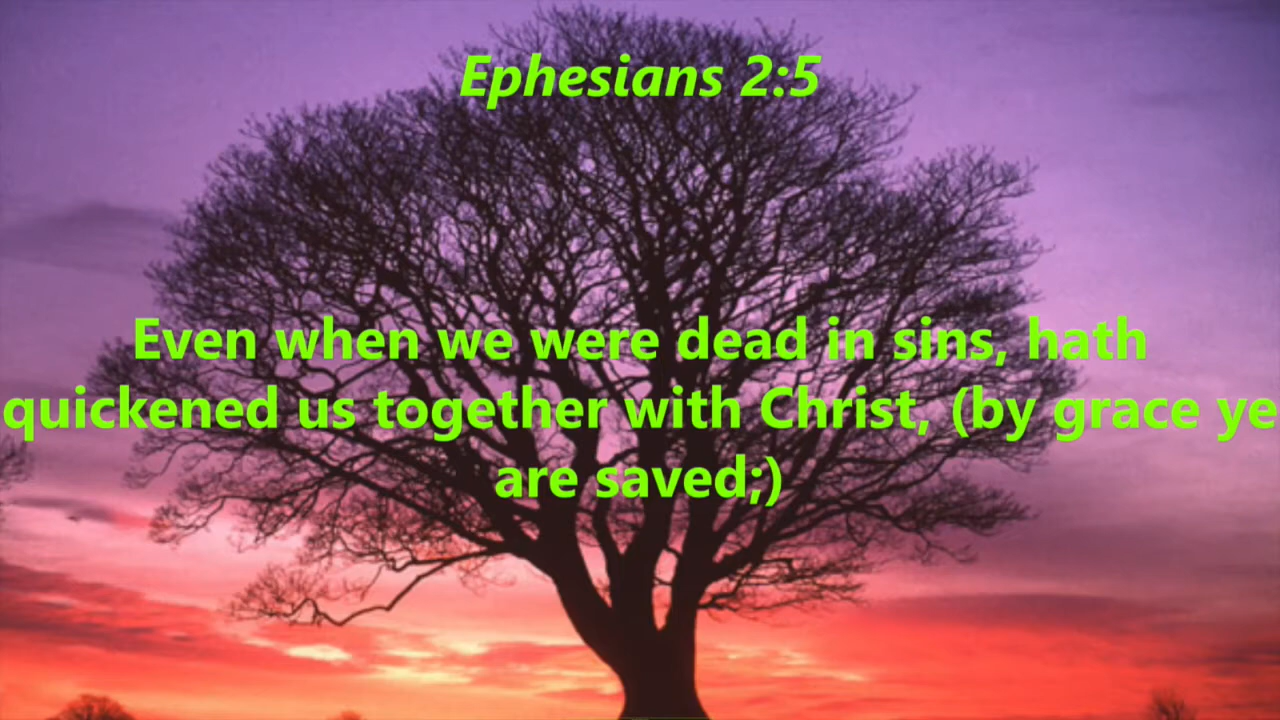 Ephesians 2:5
Even when we were dead in sins, hath
quickened us together with Christ, (by grace ye
are saved;)